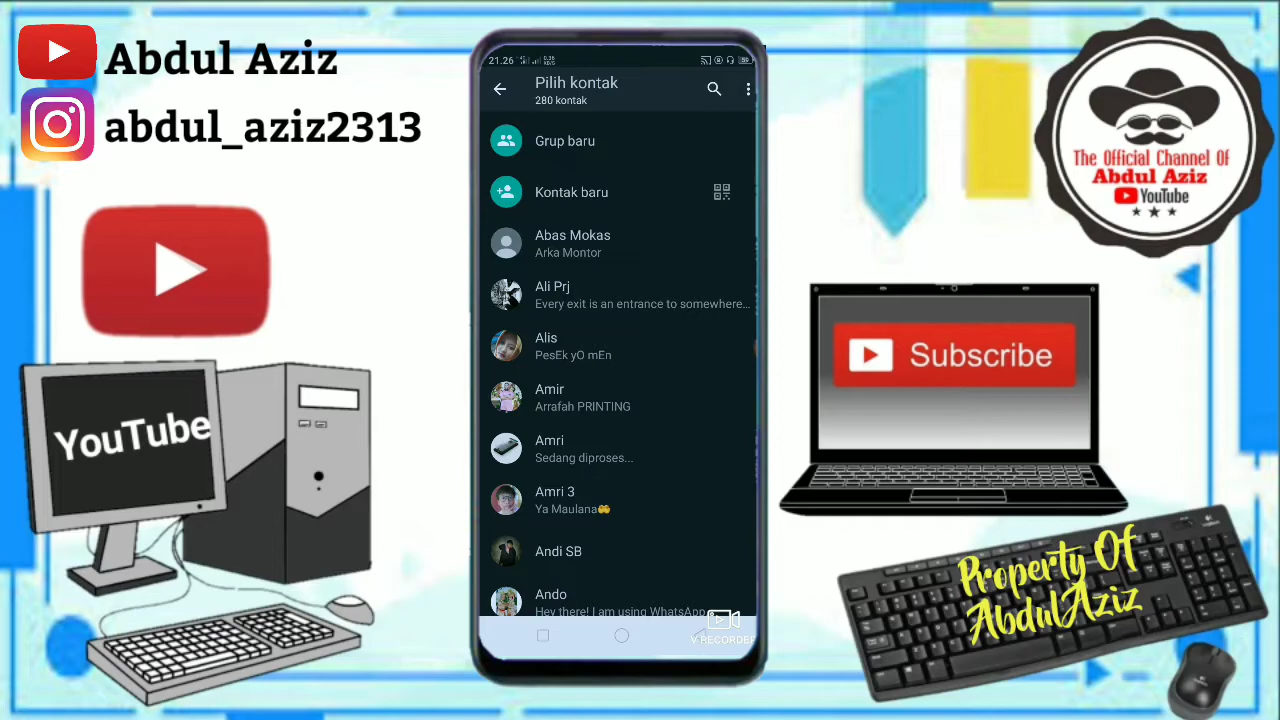 Abdul Aziz
abdul_aziz2313
YouTube
21.26
Pilih kontak
280 kontak
Grup baru
Kontak baru
Abas Mokas
Arka Montor
Ali Prj
Every exit is an entrance to somewhere...
Alis
PesEk yO mEn
Amir
Arrafah PRINTING
Amri
Sedang diproses...
Amri 3
Ya Maulana🤲
Andi SB
Ando
Hey there! I am using WhatsApp
V RECORDER
The Official Channel Of
Abdul Aziz
YouTube
Subscribe
Property Of
AbdulAziz